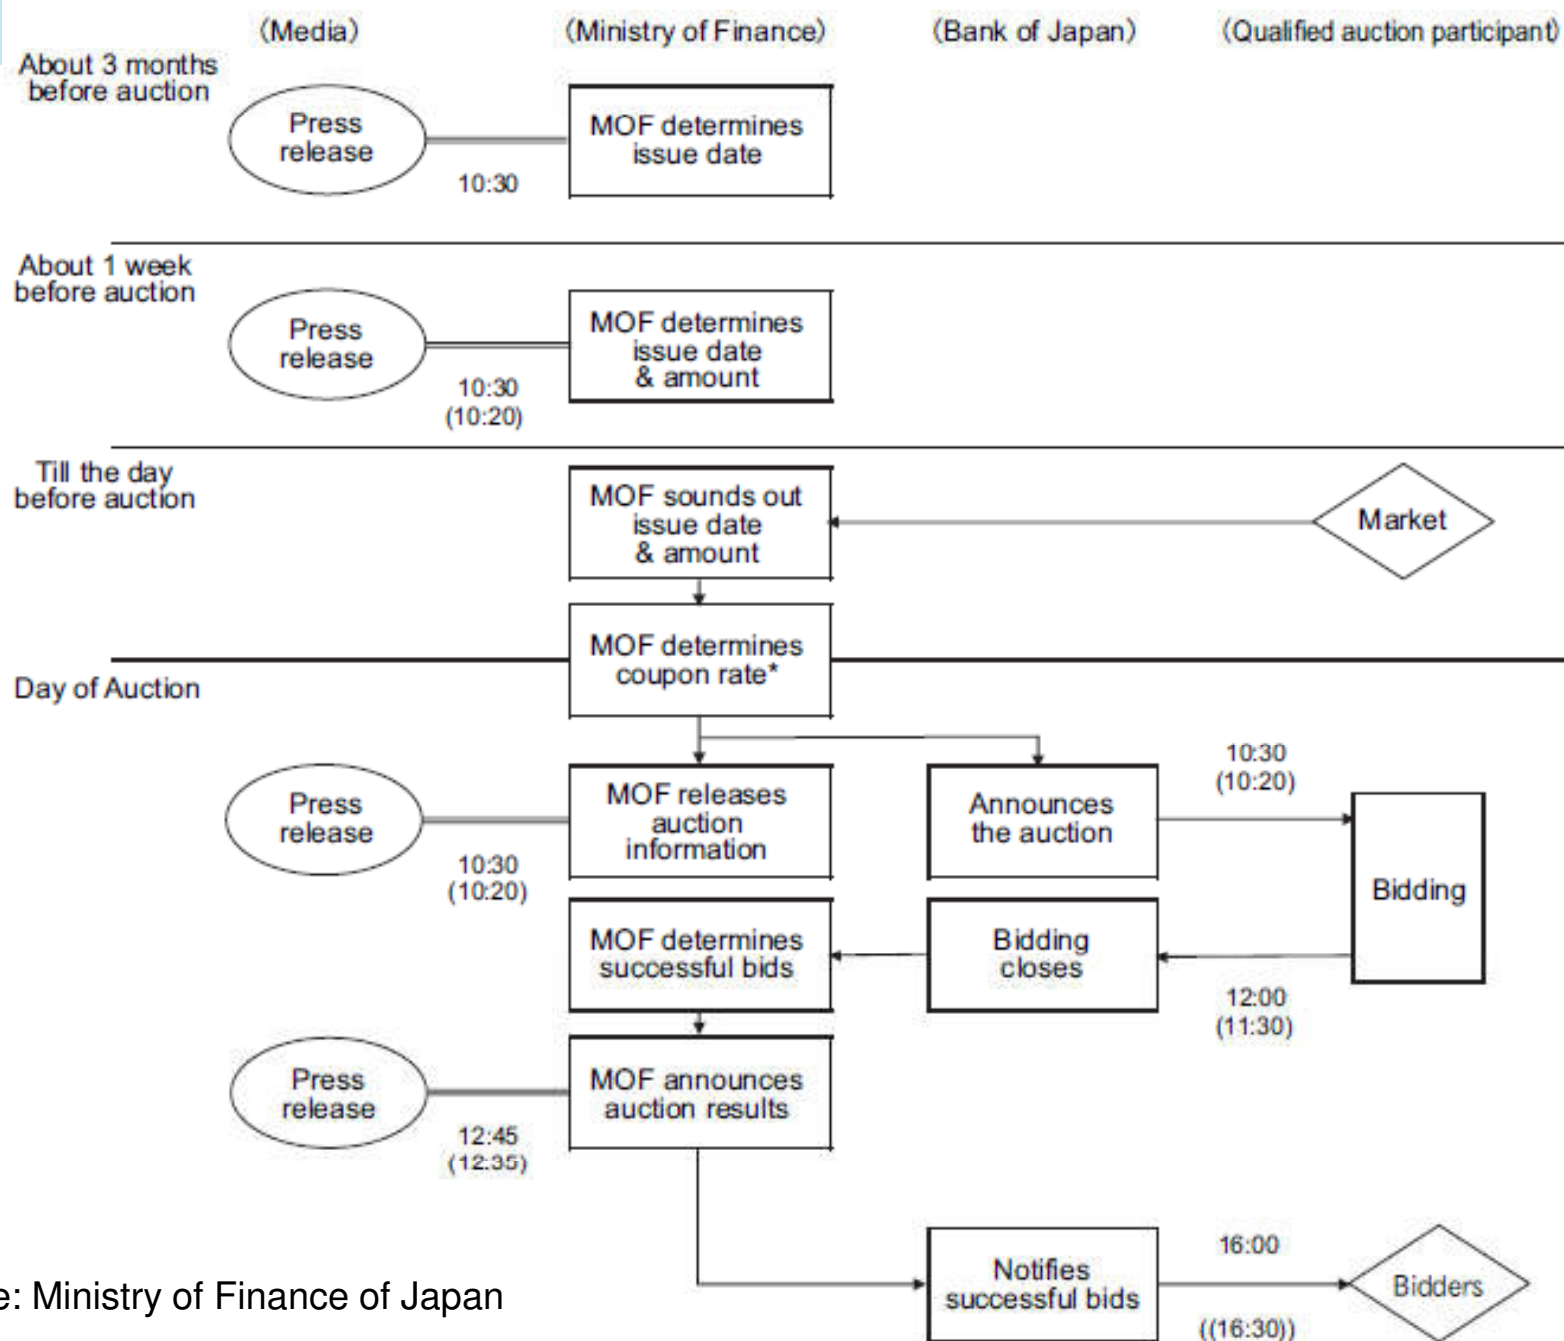 (Media)
(Ministry of Finance)
(Bank of Japan)
(Qualified auction participant)
About 3 months
before auction
Press
release
10:30
MOF determines
issue date
About 1 week
before auction
Press
release
10:30
(10:20)
MOF determines
issue date
& amount
Till the day
before auction
MOF sounds out
issue date
& amount
Market
MOF determines
coupon rate*
Day of Auction
Press
release
10:30
(10:20)
MOF releases
auction
information
Announces
the auction
10:30
(10:20)
Bidding
MOF determines
successful bids
Bidding
closes
12:00
(11:30)
Press
release
12:45
(12:35)
MOF announces
auction results
Notifies
successful bids
16:00
((16:30))
Bidders
e: Ministry of Finance of Japan